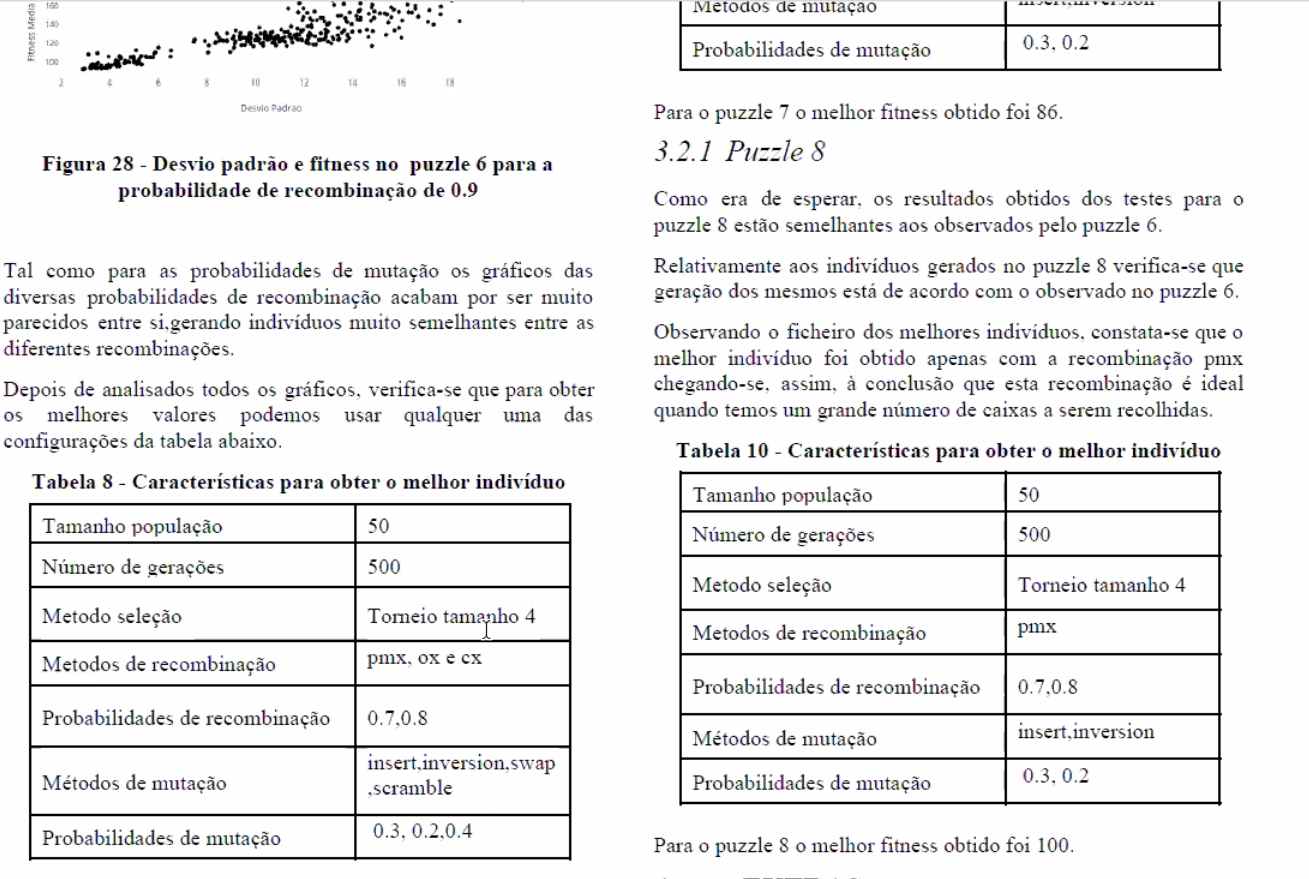 Fitness Media
160
140
120
100
2 4 6 8 10 12 14 16 18
Desvio Padrao
Figura 28 - Desvio padrão e fitness no puzzle 6 para a
probabilidade de recombinação de 0.9
Tal como para as probabilidades de mutação os gráficos das
diversas probabilidades de recombinação acabam por ser muito
parecidos entre si,gerando indivíduos muito semelhantes entre as
diferentes recombinações.
Depois de analisados todos os gráficos, verifica-se que para obter
os melhores valores podemos usar qualquer uma das
configurações da tabela abaixo.
Tabela 8 - Características para obter o melhor indivíduo
Tamanho população 50
Número de gerações 500
Metodo seleção Torneio tamanho 4
Metodos de recombinação pmx, ox e cx
Probabilidades de recombinação 0.7,0.8
Métodos de mutação insert,inversion,swap
,scramble
Probabilidades de mutação 0.3, 0.2,0.4
Métodos de mutação insert,inversion
Probabilidades de mutação 0.3, 0.2
Para o puzzle 7 o melhor fitness obtido foi 86.
3.2.1 Puzzle 8
Como era de esperar, os resultados obtidos dos testes para o
puzzle 8 estão semelhantes aos observados pelo puzzle 6.
Relativamente aos indivíduos gerados no puzzle 8 verifica-se que
geração dos mesmos está de acordo com o observado no puzzle 6.
Observando o ficheiro dos melhores indivíduos, constata-se que o
melhor indivíduo foi obtido apenas com a recombinação pmx
chegando-se, assim, à conclusão que esta recombinação é ideal
quando temos um grande número de caixas a serem recolhidas.
Tabela 10 - Características para obter o melhor indivíduo
Tamanho população 50
Número de gerações 500
Metodo seleção Torneio tamanho 4
Metodos de recombinação pmx
Probabilidades de recombinação 0.7,0.8
Métodos de mutação insert,inversion
Probabilidades de mutação 0.3, 0.2
Para o puzzle 8 o melhor fitness obtido foi 100.